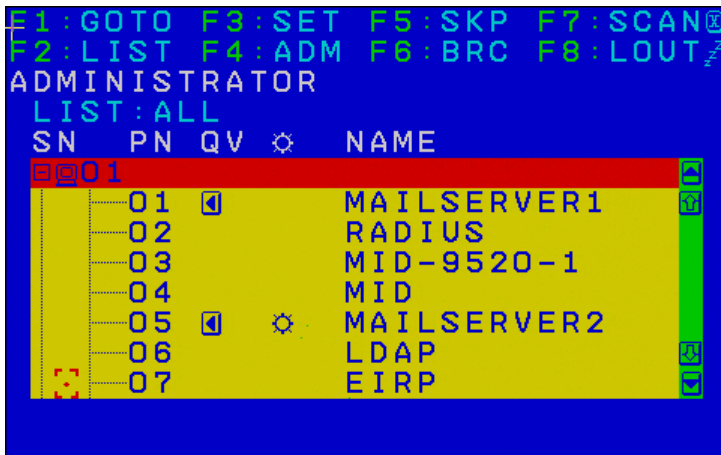 F1:GOTO F3:SET F5:SKP F7:SCAN
F2:LIST F4:ADM F6:BRC F8:LOUT zzz
ADMINISTRATOR
LIST:ALL
SN PN QV NAME
01
01 MAILSERVER1
02 RADIUS
03 MID-9520-1
04 MID
05 MAILSERVER2
06 LDAP
07 EIRP